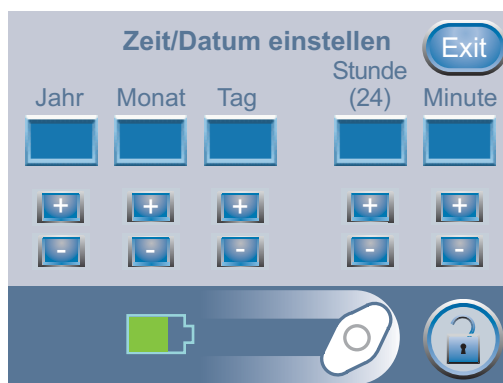 Zeit/Datum einstellen
Exit
Jahr Monat Tag Stunde (24) Minute
+ + + + +
- - - - -